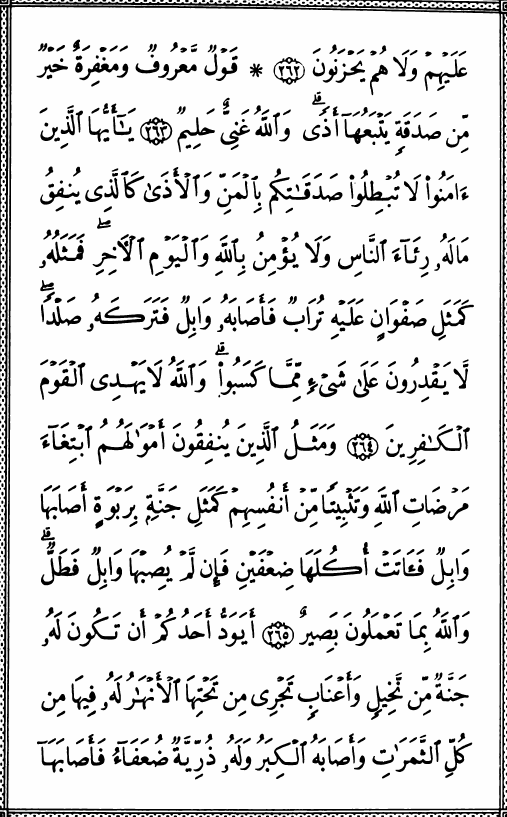 عَلَيْهِمْ وَلَا هُمْ يَحْزَنُونَ ٢٦٢ * قَوْلٌ مَّعْرُوفٌ وَمَغْفِرَةٌ خَيْرٌ
مِّن صَدَقَةٍ يَتْبَعُهَآ أَذًىۗ وَٱللَّهُ غَنِيٌّ حَلِيمٌ ٢٦٣ يَـٰٓأَيُّهَا ٱلَّذِينَ
ءَامَنُوا۟ لَا تُبْطِلُوا۟ صَدَقَـٰتِكُم بِٱلْمَنِّ وَٱلْأَذَىٰ كَٱلَّذِى يُنفِقُ
مَالَهُۥ رِئَآءَ ٱلنَّاسِ وَلَا يُؤْمِنُ بِٱللَّهِ وَٱلْيَوْمِ ٱلْـَٔاخِرِۖ فَمَثَلُهُۥ
كَمَثَلِ صَفْوَانٍ عَلَيْهِ تُرَابٌ فَأَصَابَهُۥ وَابِلٌ فَتَرَكَهُۥ صَلْدًاۖ
لَّا يَقْدِرُونَ عَلَىٰ شَىْءٍ مِّمَّا كَسَبُوا۟ۗ وَٱللَّهُ لَا يَهْدِى ٱلْقَوْمَ
ٱلْكَـٰفِرِينَ ٢٦٤ وَمَثَلُ ٱلَّذِينَ يُنفِقُونَ أَمْوَٰلَهُمُ ٱبْتِغَآءَ
مَرْضَاتِ ٱللَّهِ وَتَثْبِيتًا مِّنْ أَنفُسِهِمْ كَمَثَلِ جَنَّةٍۭ بِرَبْوَةٍ أَصَابَهَا
وَابِلٌ فَـَٔاتَتْ أُكُلَهَا ضِعْفَيْنِ فَإِن لَّمْ يُصِبْهَا وَابِلٌ فَطَلٌّۗ
وَٱللَّهُ بِمَا تَعْمَلُونَ بَصِيرٌ ٢٦٥ أَيَوَدُّ أَحَدُكُمْ أَن تَكُونَ لَهُۥ
جَنَّةٌ مِّن نَّخِيلٍ وَأَعْنَابٍ تَجْرِى مِن تَحْتِهَا ٱلْأَنْهَـٰرُ لَهُۥ فِيهَا مِن
كُلِّ ٱلثَّمَرَٰتِ وَأَصَابَهُ ٱلْكِبَرُ وَلَهُۥ ذُرِّيَّةٌ ضُعَفَآءُ فَأَصَابَهَآ